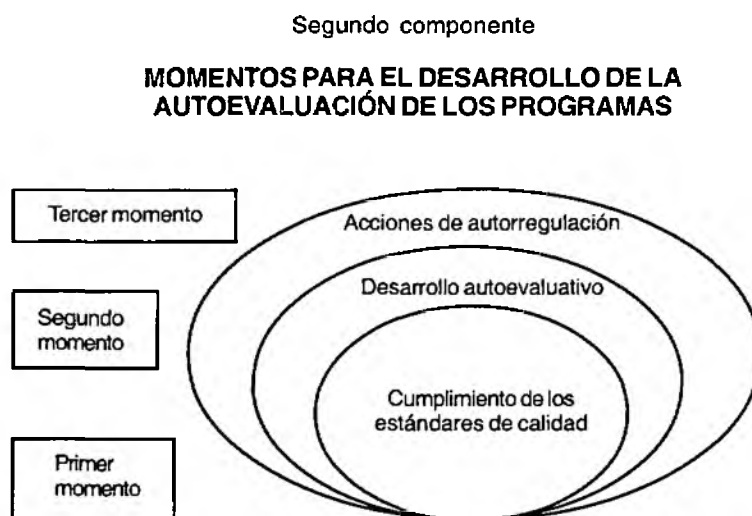 Segundo componente
MOMENTOS PARA EL DESARROLLO DE LA
AUTOEVALUACIÓN DE LOS PROGRAMAS
Tercer momento
Acciones de autorregulación
Segundo
momento
Desarrollo autoevaluativo
Primer
momento
Cumplimiento de los
estándares de calidad